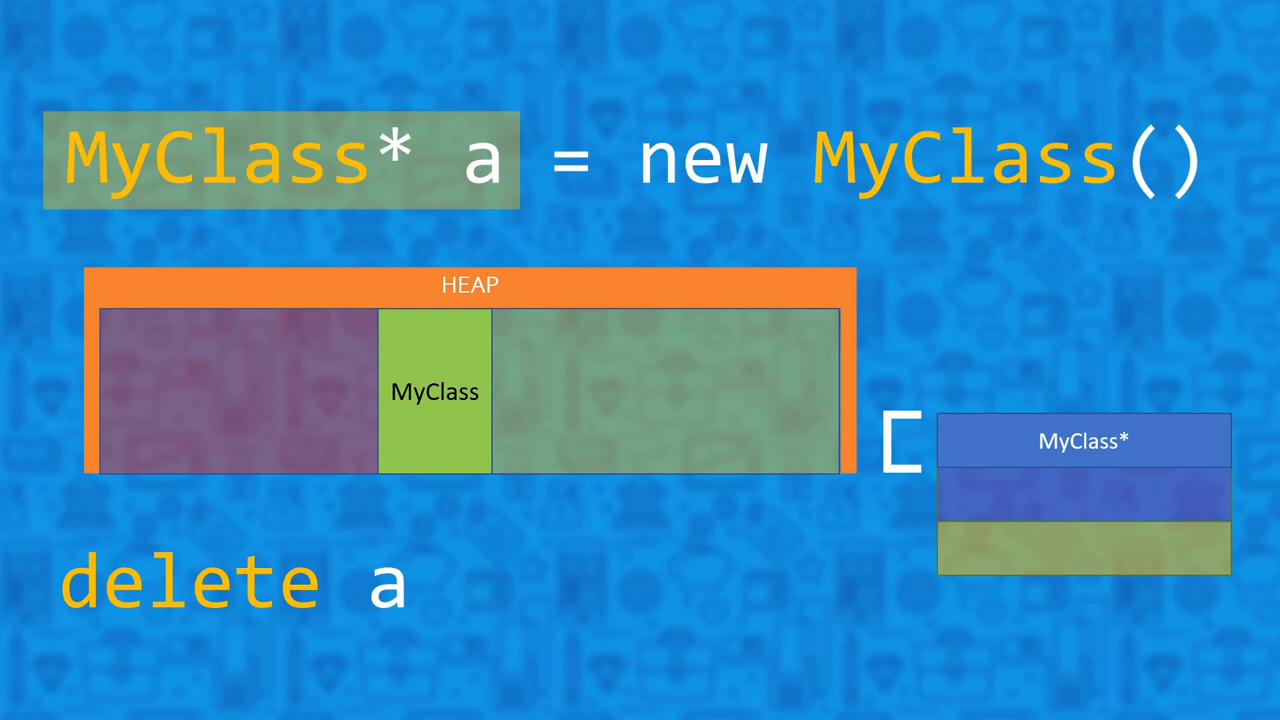 MyClass* a = new MyClass()
HEAP
MyClass
MyClass*
delete a